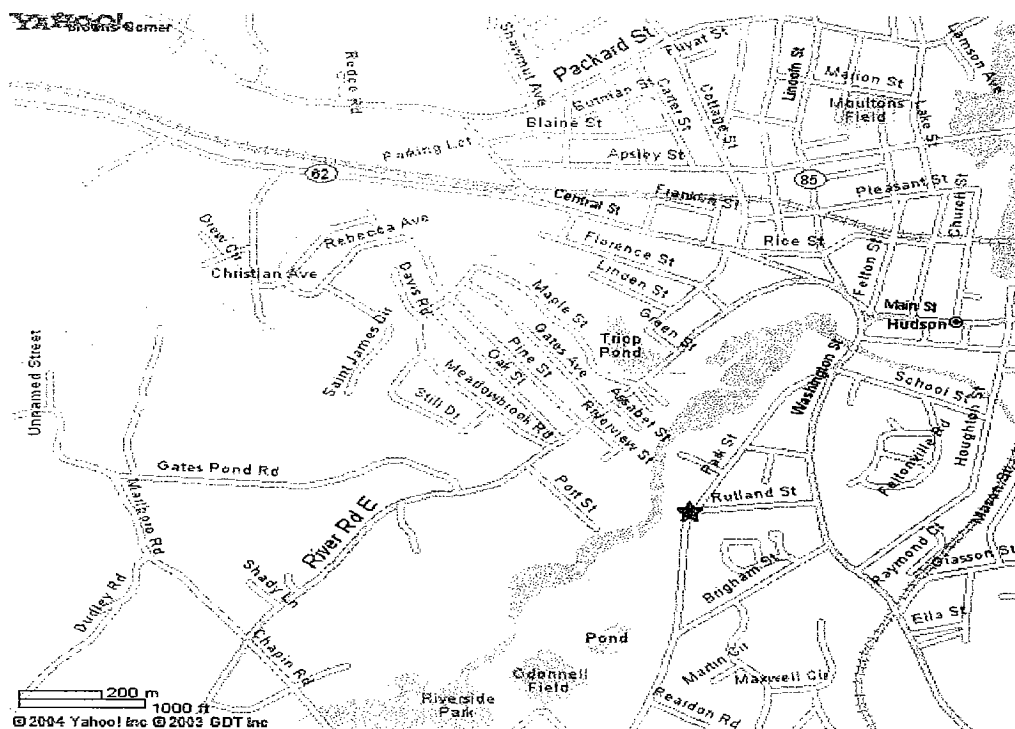 YAHOO!
Browns Corner
Redco Rd
Shawmut Ave
Packard St
Fuyat St
Lincoln St
Marion St
Lamson Ave
Moultons
Field
Lake St
Butman St
Carter St
Cottage St
Blaine St
Parking Lot
Apsley St
62
85
Pleasant St
Church St
Central St
Franklin St
Drew Cir
Rebecca Ave
Christian Ave
Florence St
Rice St
Felton St
Linden St
Davis Rd
Maple St
Green St
Main St
Hudson
Saint James Cir
Gates Ave
Pine St
Oak St
Tripp
Pond
Unnamed Street
Meadowbrook Rd
Still Dr
Riverview St
Assabet St
Washington St
School St
Houghton St
Feltonville Rd
Park St
Gates Pond Rd
Port St
Rutland St
Marlboro Rd
River Rd E
Raymond Ct
Glasson St
Shady Ln
Brigham St
Dudley Rd
Ella St
Chapin Rd
Pond
Odonnell
Field
Martin Cir
Maxwell Cir
Riverside
Park
Reardon Rd
200 m
1000 ft
© 2004 Yahoo! Inc © 2003 GDT Inc